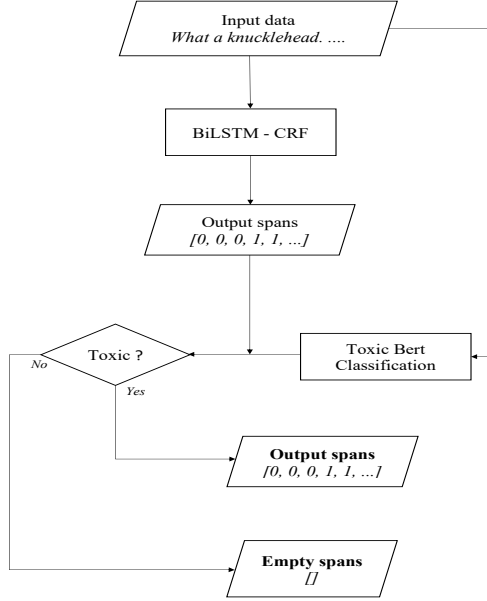 Input data
What a knucklehead. ....
BiLSTM - CRF
Output spans
[0, 0, 0, 1, 1, ...]
Toxic ?
Toxic Bert
Classification
No
Yes
Output spans
[0, 0, 0, 1, 1, ...]
Empty spans
[]